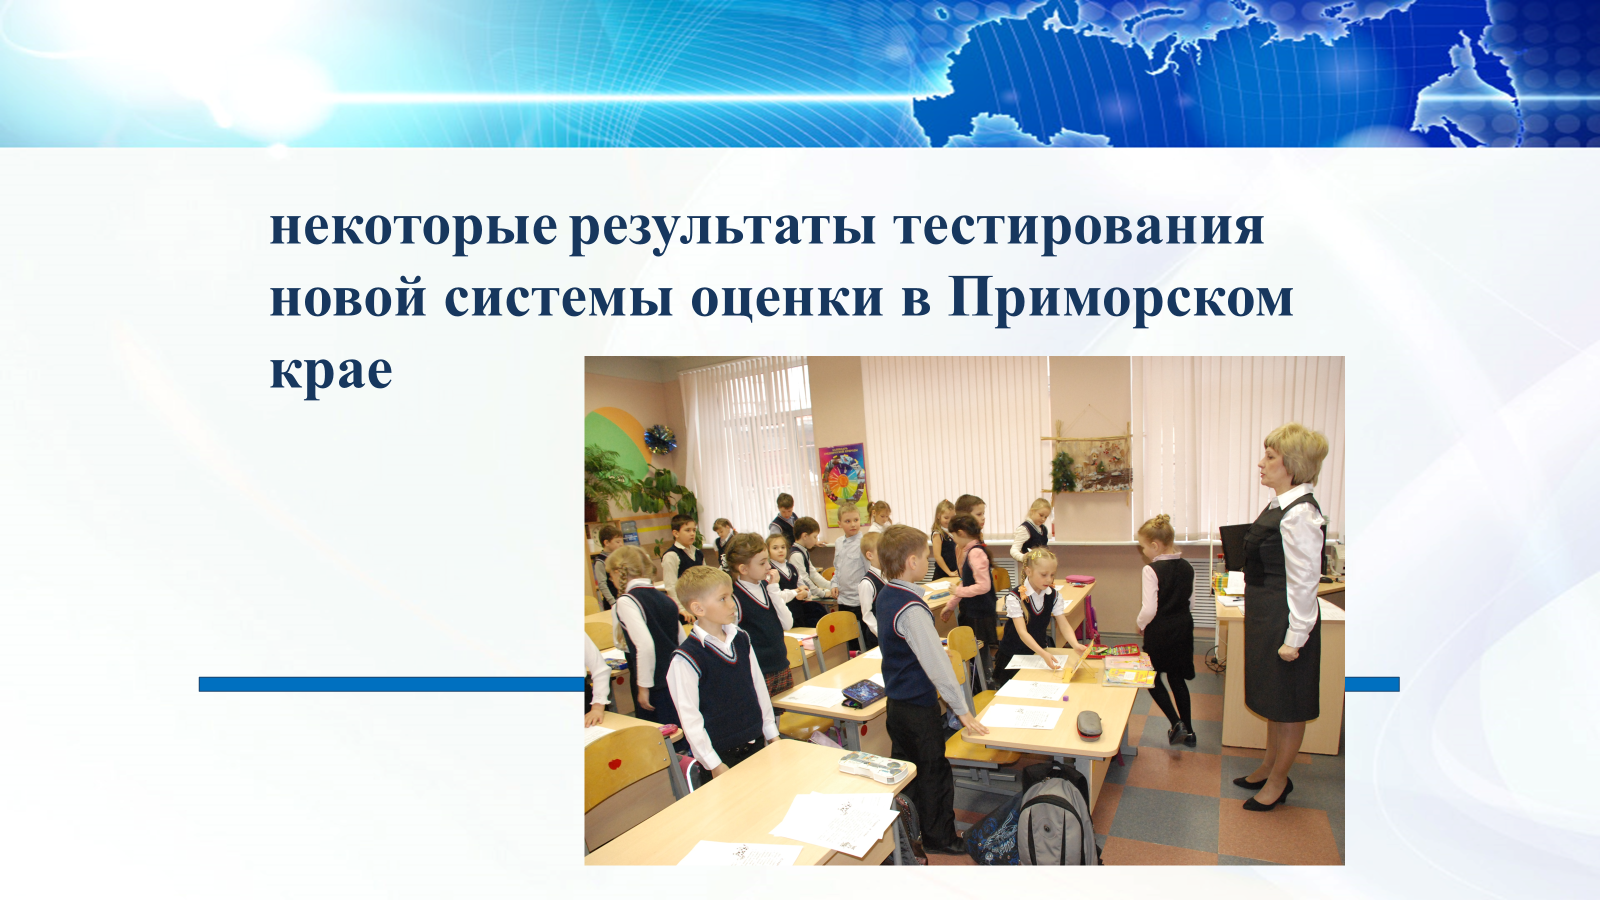 некоторые результаты тестирования
новой системы оценки в Приморском
крае